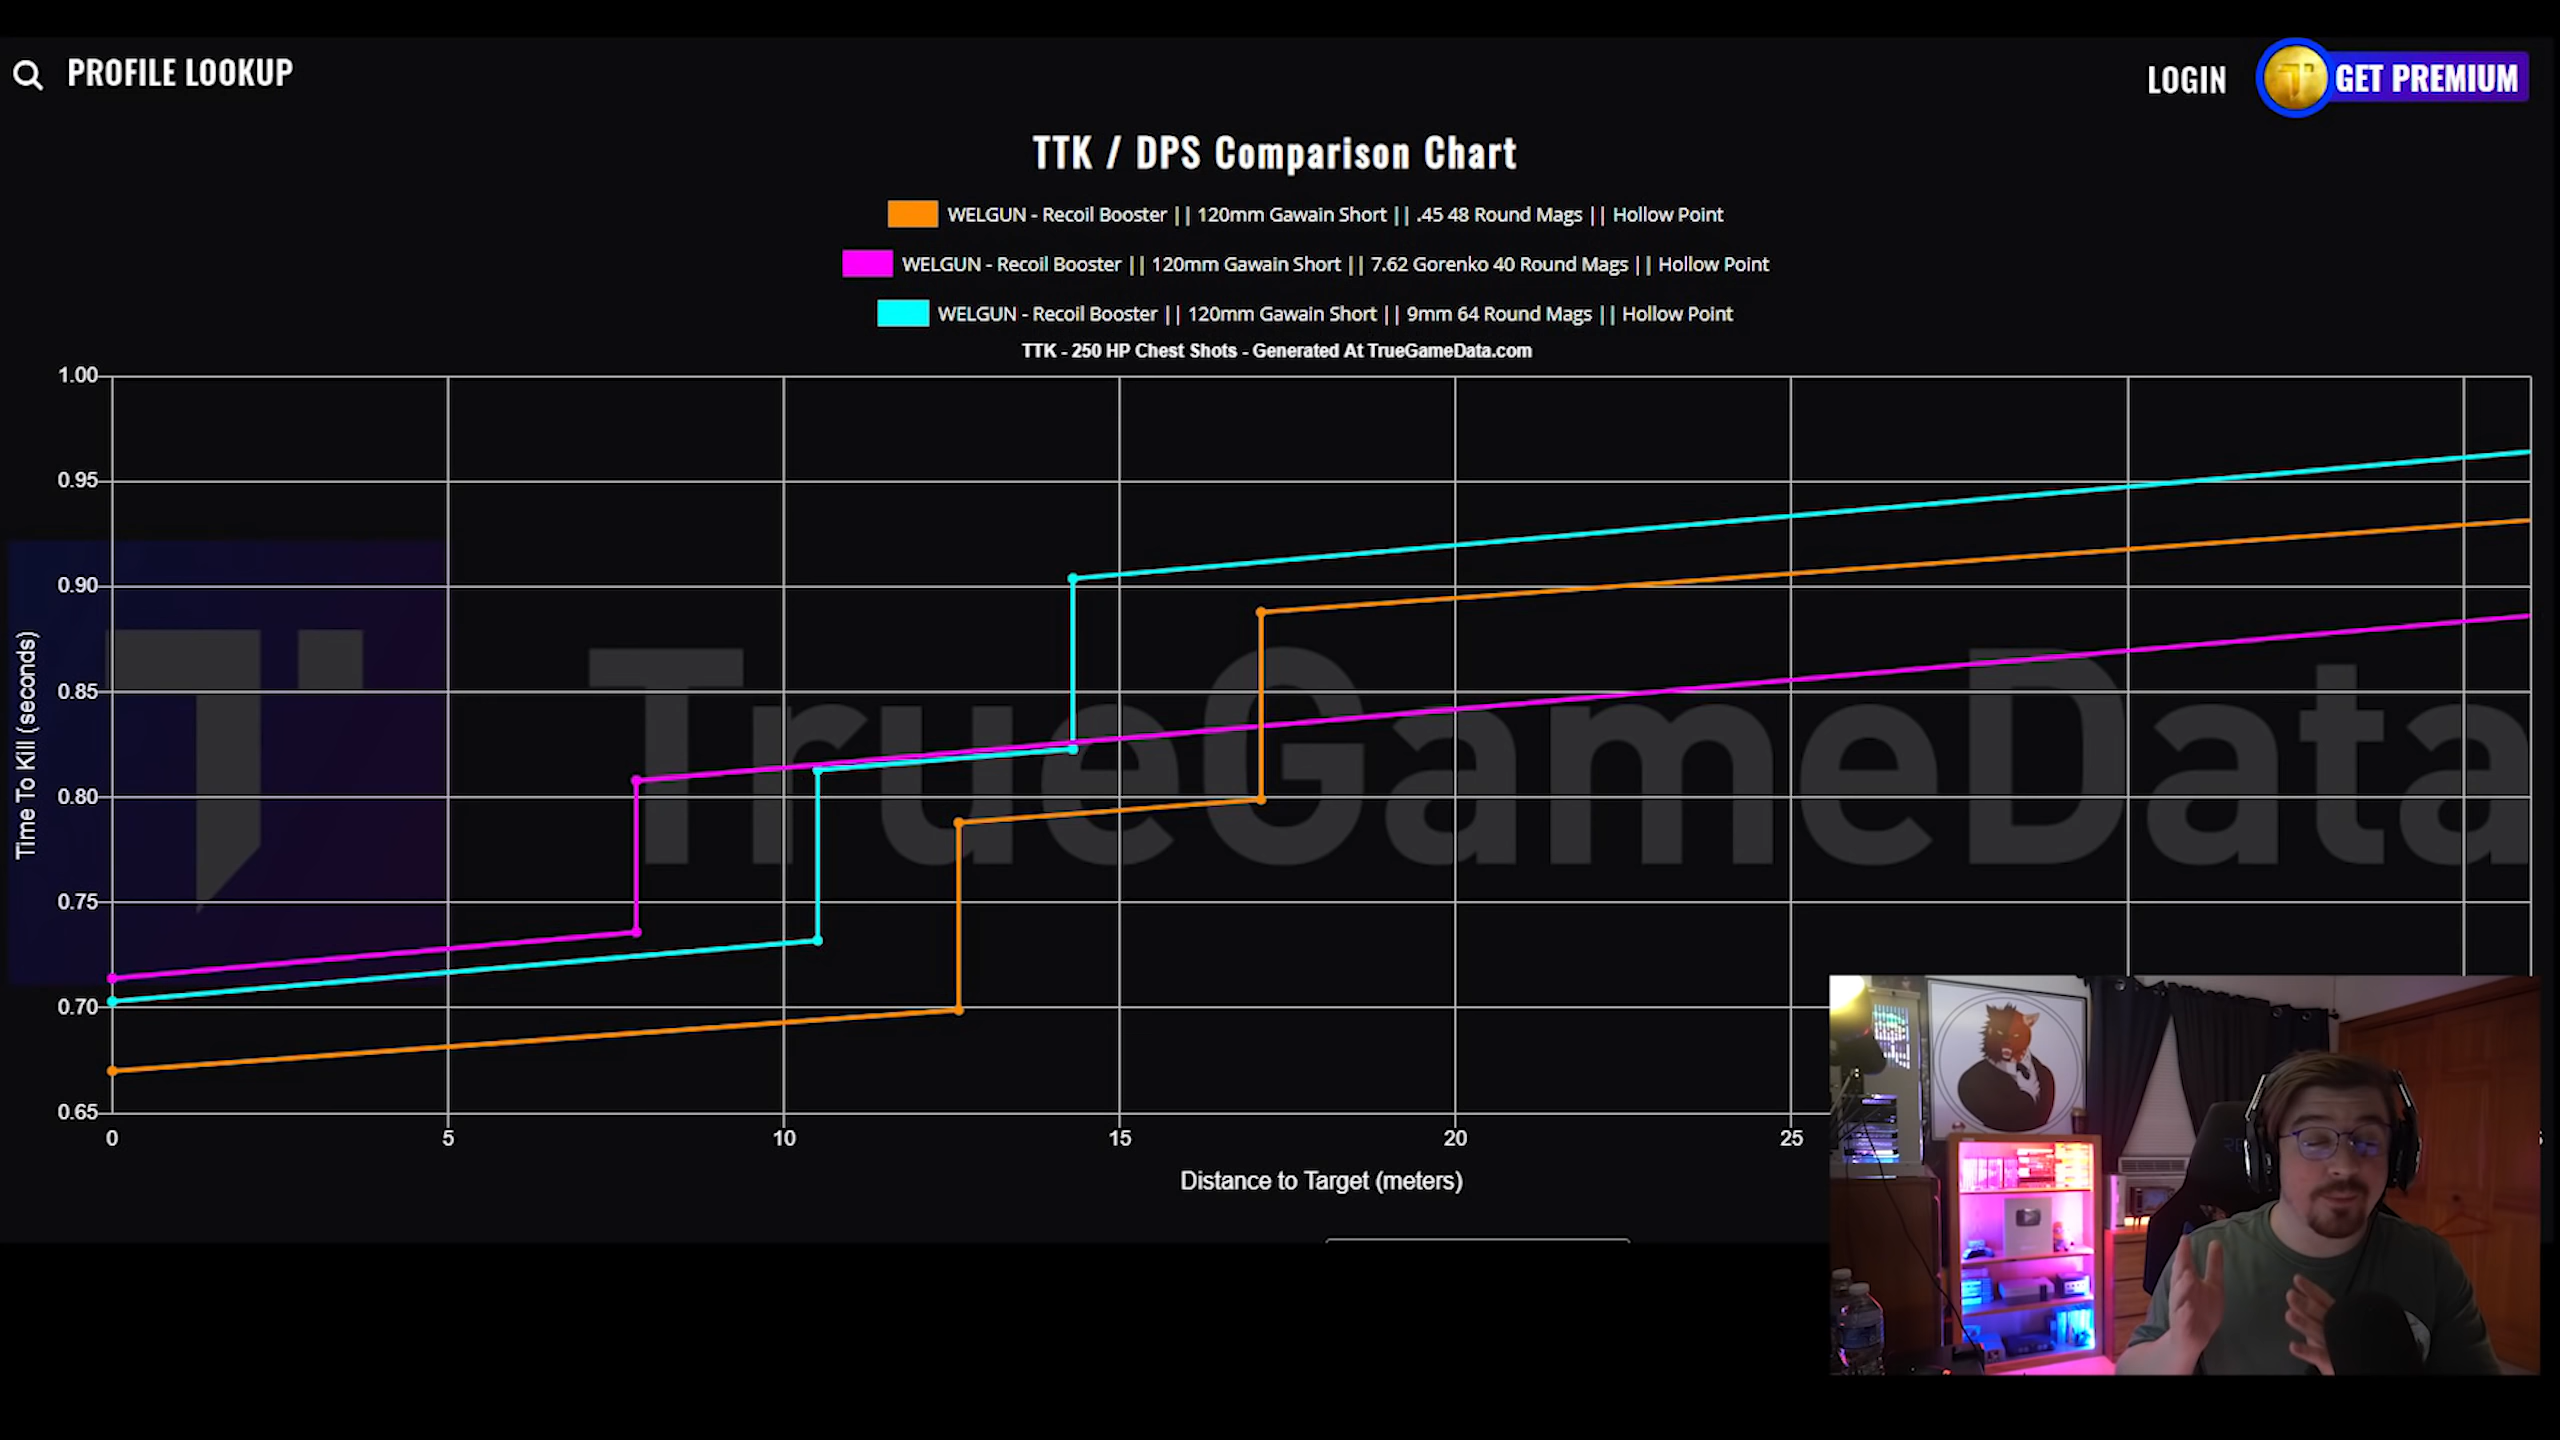 PROFILE LOOKUP
LOGIN
GET PREMIUM
TTK / DPS Comparison Chart
WELGUN - Recoil Booster || 120mm Gawain Short || .45 48 Round Mags || Hollow Point
WELGUN - Recoil Booster || 120mm Gawain Short || 7.62 Gorenko 40 Round Mags || Hollow Point
WELGUN - Recoil Booster || 120mm Gawain Short || 9mm 64 Round Mags || Hollow Point
TTK - 250 HP Chest Shots - Generated At TrueGameData.com
1.00
0.95
0.90
0.85
0.80
0.75
0.70
0.65
Time To Kill (seconds)
TrueGameData
0 5 10 15 20 25
Distance to Target (meters)